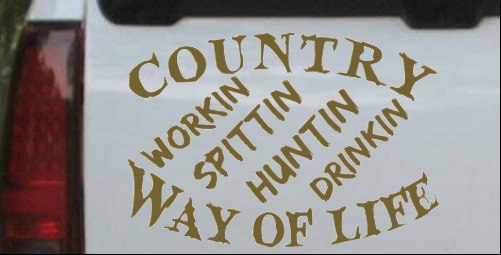 COUNTRY
WORKIN
SPITTIN
HUNTIN
DRINKIN
WAY OF LIFE